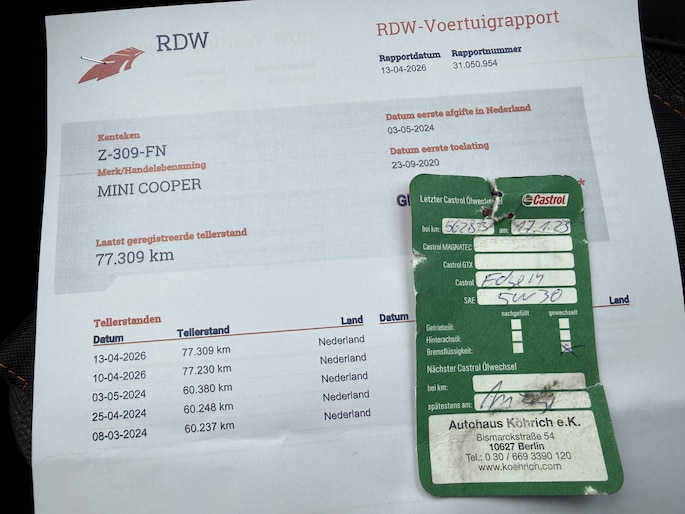 RDW
RDW-Voertuigrapport
Rapportdatum
13-04-2026
Rapportnummer
31.050.954
Kenteken
Z-309-FN
Merk/Handelsbenaming
MINI COOPER
Laatst geregistreerde tellerstand
77.309 km
Datum eerste afgifte in Nederland
03-05-2024
Datum eerste toelating
23-09-2020
Tellerstanden
Datum Tellerstand Land
13-04-2026 77.309 km Nederland
10-04-2026 77.230 km Nederland
03-05-2024 60.380 km Nederland
25-04-2024 60.248 km Nederland
08-03-2024 60.237 km Nederland
Datum
Land
Letzter Castrol
Castrol
bei km: am: 17.1.23
Castrol MAGNATEC
Castrol GTX
Castrol Edge
SAE 5W30
nachgefüllt gewechselt
Getriebeöl:
Hinterachsöl:
Bremsflüssigkeit:
Nächster Castrol Ölwechsel
bei km:
spätestens am:
Autohaus Köhrich e.K.
Bismarckstraße 54
10627 Berlin
Tel.: 0 30 / 669 3390 120
www.koehrich.com